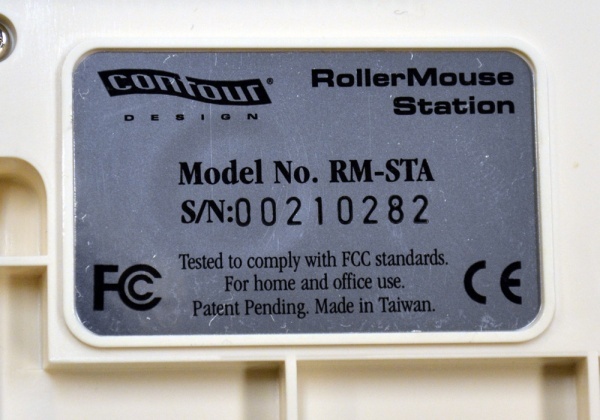 contour®
DESIGN
RollerMouse
Station
Model No. RM-STA
S/N:00210282
FC
Tested to comply with FCC standards.
For home and office use.
Patent Pending. Made in Taiwan.
CE